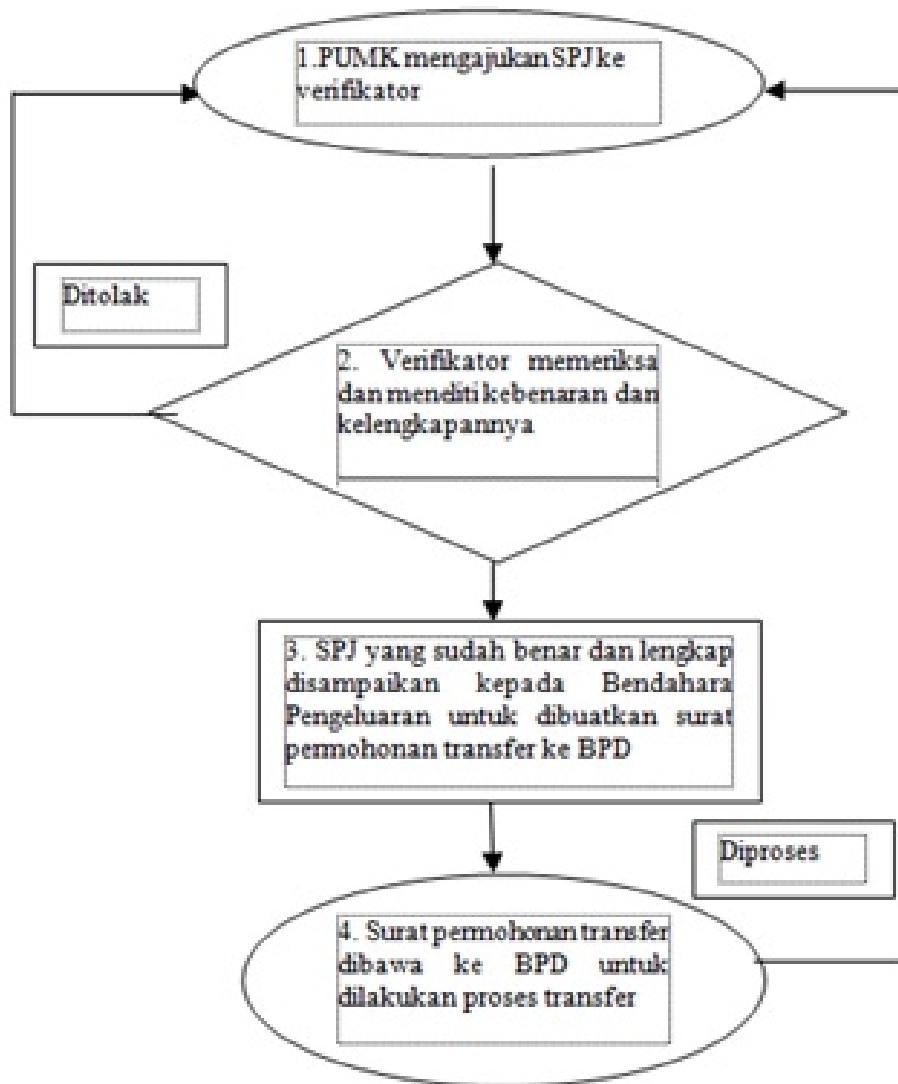 1.PUMK mengajukan SPJ ke
verifikator
Ditolak
2. Verifikator memeriksa
dan meneliti kebenaran dan
kelengkapannya
3. SPJ yang sudah benar dan lengkap
disampaikan kepada Bendahara
Pengeluaran untuk dibuatkan surat
permohonan transfer ke BPD
Diproses
4. Surat permohonan transfer
dibawa ke BPD untuk
dilakukan proses transfer